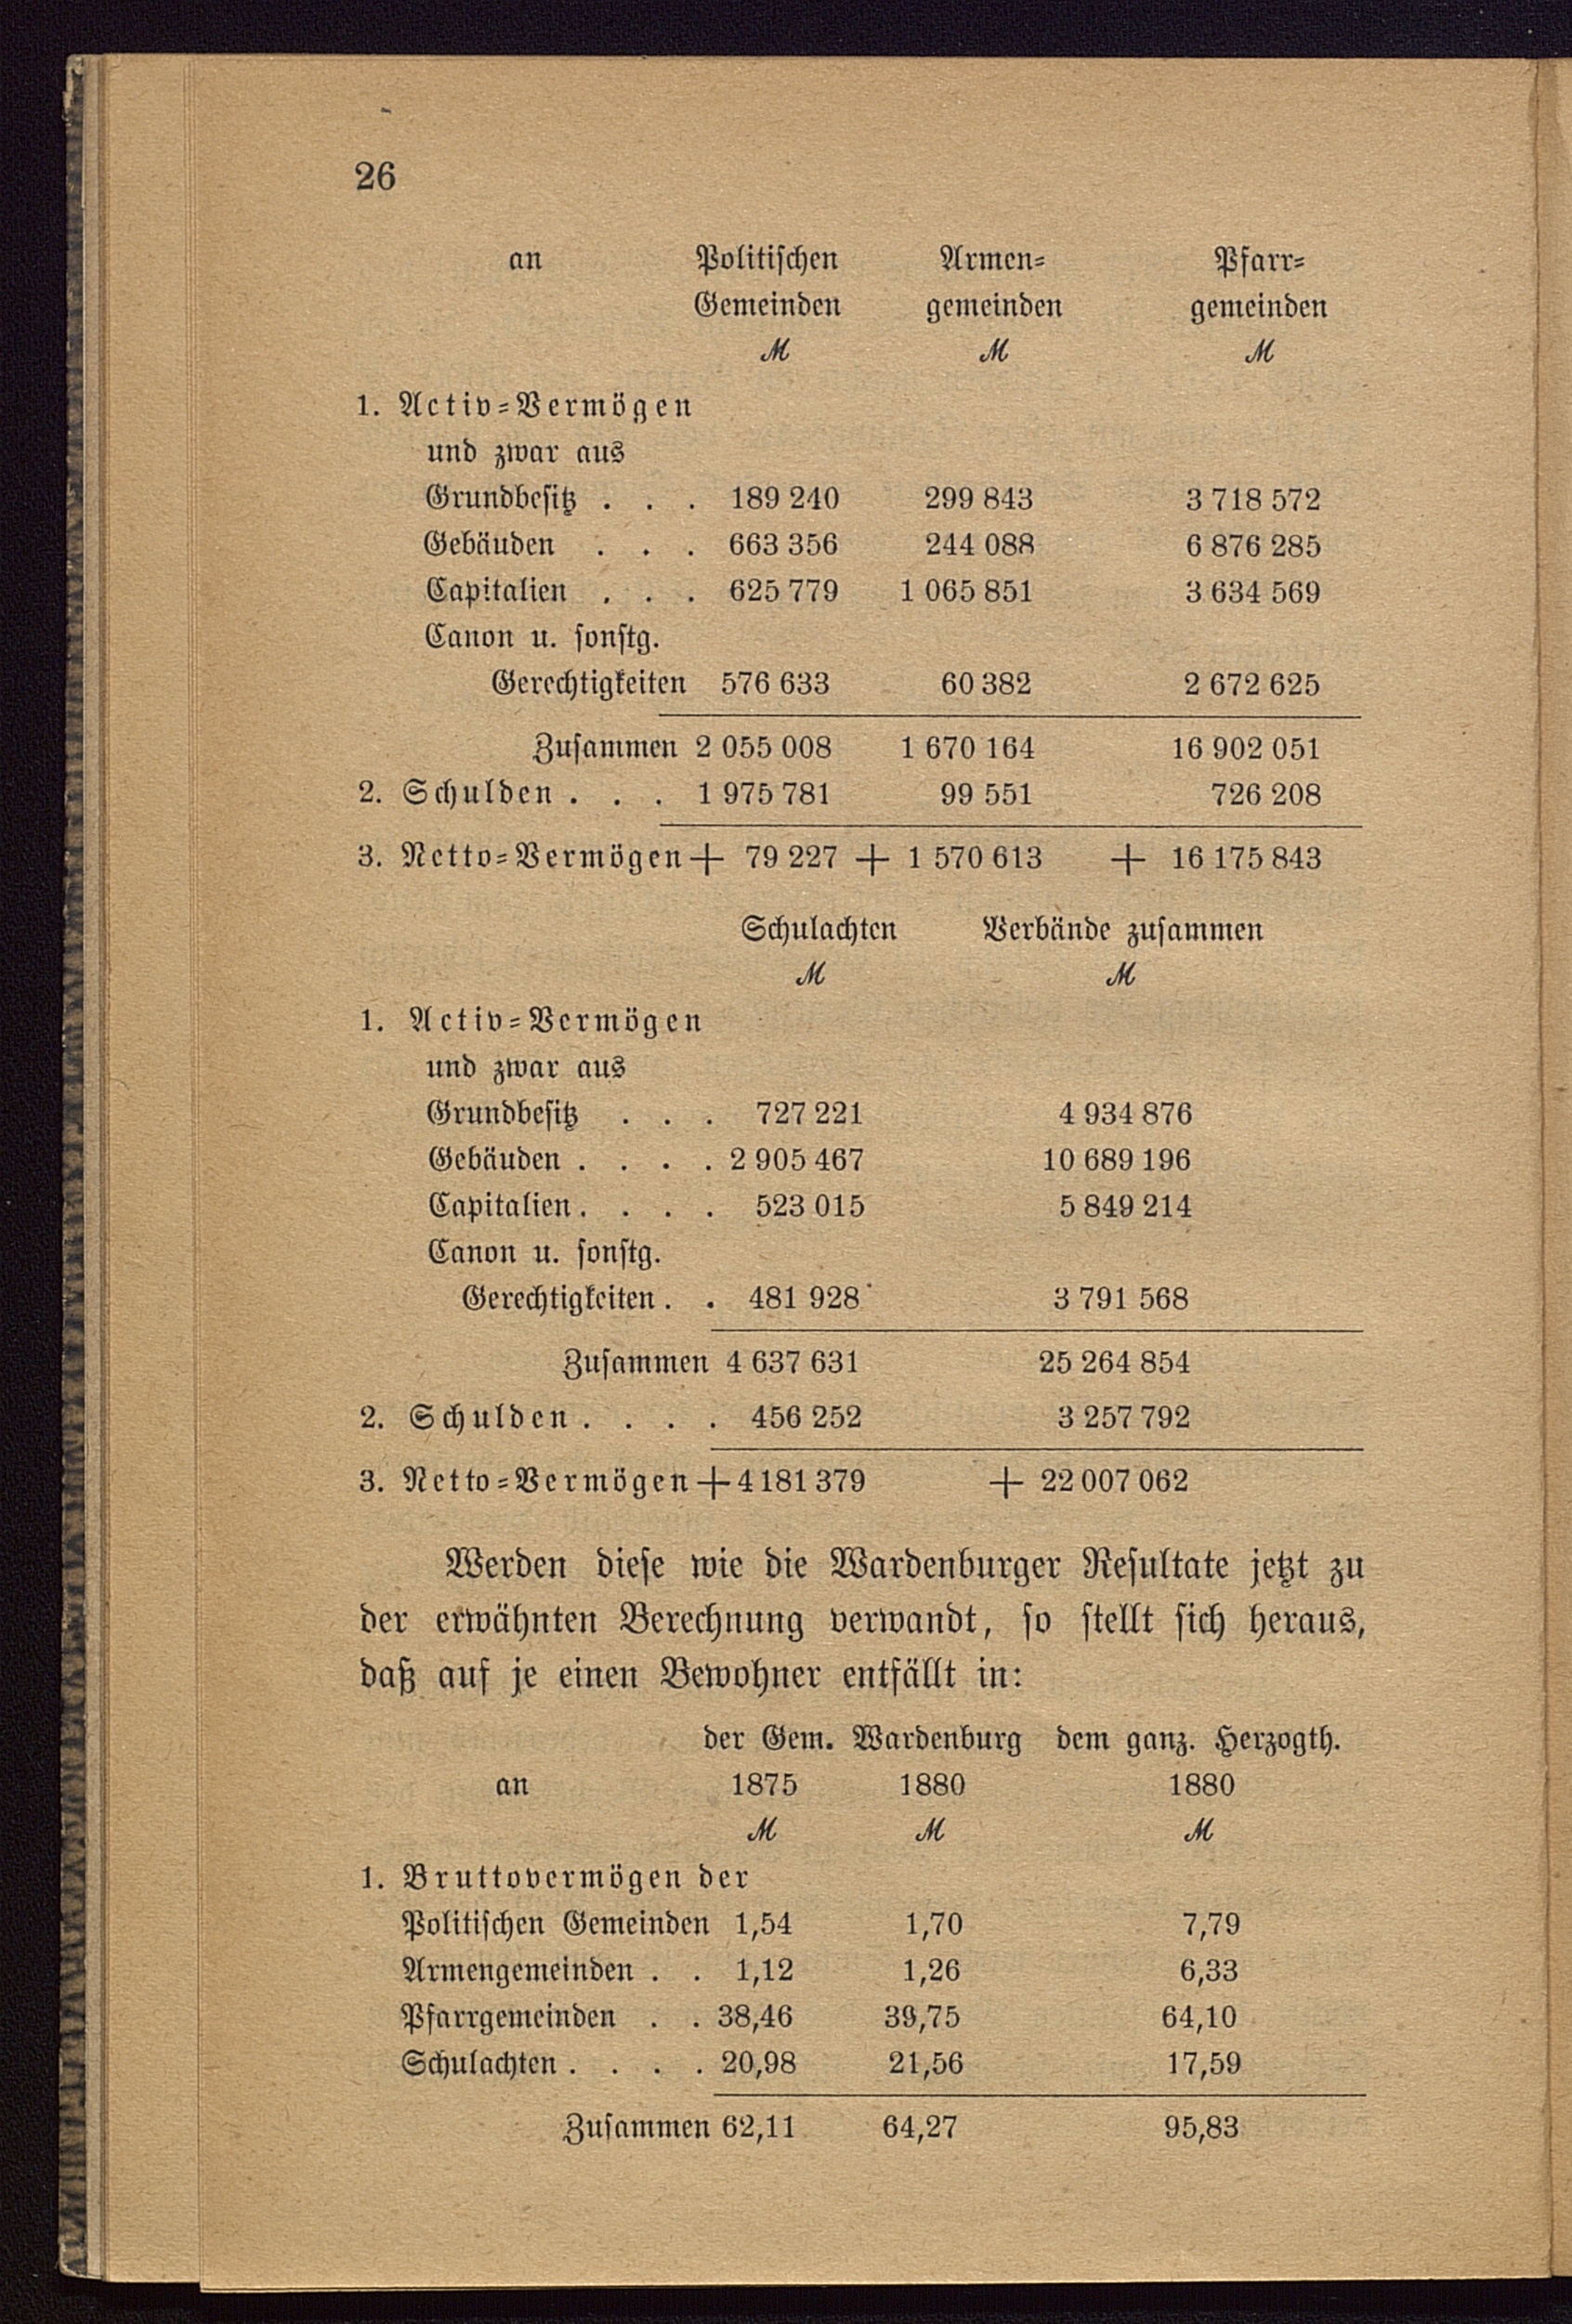 26
an Politischen Armen= Pfarr=
Gemeinden gemeinden gemeinden
ℳ ℳ ℳ
1. Activ=Vermögen
und zwar aus
Grundbesitz . . . 189 240 299 843 3 718 572
Gebäuden . . . 663 356 244 088 6 876 285
Capitalien . . . 625 779 1 065 851 3 634 569
Canon u. sonstg.
Gerechtigkeiten 576 633 60 382 2 672 625
Zusammen 2 055 008 1 670 164 16 902 051
2. Schulden . . . 1 975 781 99 551 726 208
3. Netto=Vermögen + 79 227 + 1 570 613 + 16 175 843
Schulachten Verbände zusammen
ℳ ℳ
1. Activ=Vermögen
und zwar aus
Grundbesitz . . . 727 221 4 934 876
Gebäuden . . . . 2 905 467 10 689 196
Capitalien . . . . 523 015 5 849 214
Canon u. sonstg.
Gerechtigkeiten . . 481 928 3 791 568
Zusammen 4 637 631 25 264 854
2. Schulden . . . . 456 252 3 257 792
3. Netto=Vermögen + 4 181 379 + 22 007 062
Werden diese wie die Wardenburger Resultate jetzt zu
der erwähnten Berechnung verwandt, so stellt sich heraus,
daß auf je einen Bewohner entfällt in:
der Gem. Wardenburg dem ganz. Herzogth.
an 1875 1880 1880
ℳ ℳ ℳ
1. Bruttovermögen der
Politischen Gemeinden 1,54 1,70 7,79
Armengemeinden . . 1,12 1,26 6,33
Pfarrgemeinden . . 38,46 39,75 64,10
Schulachten . . . . 20,98 21,56 17,59
Zusammen 62,11 64,27 95,83